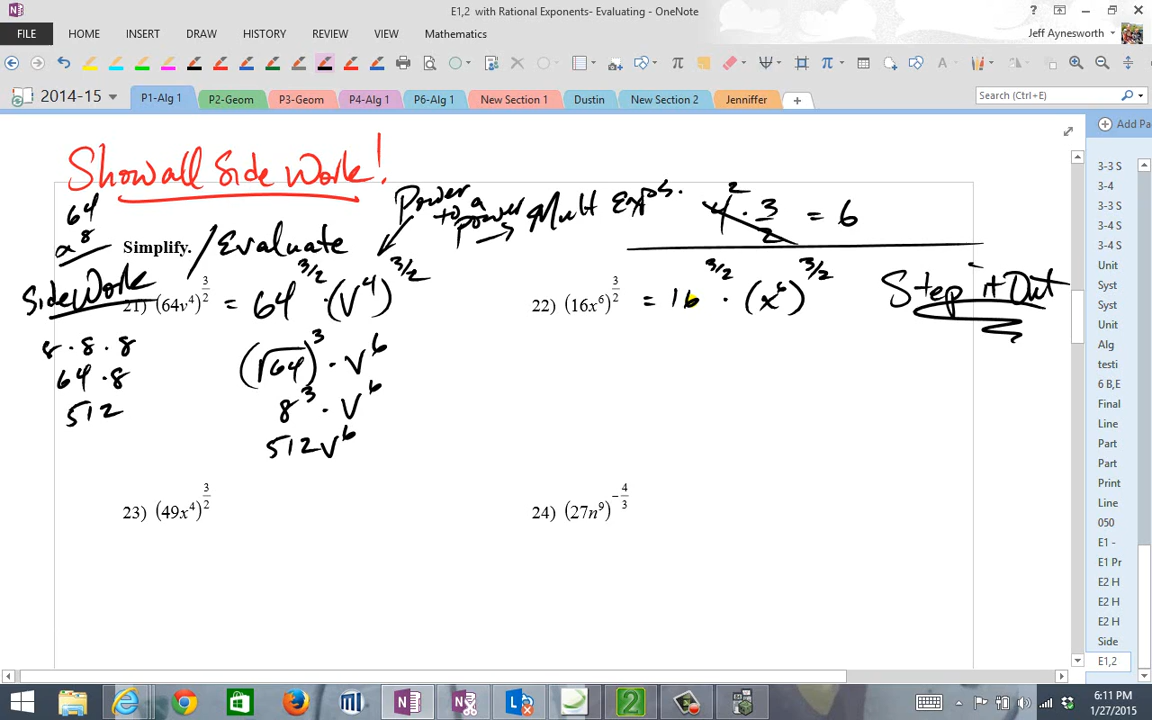 E1,2 with Rational Exponents- Evaluating - OneNote
FILE HOME INSERT DRAW HISTORY REVIEW VIEW Mathematics
Jeff Aynesworth
2014-15 P1-Alg 1 P2-Geom P3-Geom P4-Alg 1 P6-Alg 1 New Section 1 Dustin New Section 2 Jenniffer
Search (Ctrl+E)
Add Pa
3-3 S
3-4
3-3 S
3-4 S
3-4 S
Unit
Syst
Syst
Unit
Alg
testi
6 B,E
Final
Line
Part
Part
Print
Line
050
E1 -
E1 Pr
E2 H
E2 H
E2 H
Side
E1,2
Show all Side Work!
64
8
Simplify. / Evaluate
Power to a power → Mult Expos.
4² · 3/2 = 6
Side Work
21) (64v⁴)^(3/2) = 64^(3/2) · (v⁴)^(3/2)
8 · 8 · 8
64 · 8
512
(√64)³ · v⁶
8³ · v⁶
512v⁶
22) (16x⁶)^(3/2) = 16^(3/2) · (x⁶)^(3/2)
Step it Out
23) (49x⁴)^(3/2)
24) (27n⁹)^(-4/3)
6:11 PM
1/27/2015